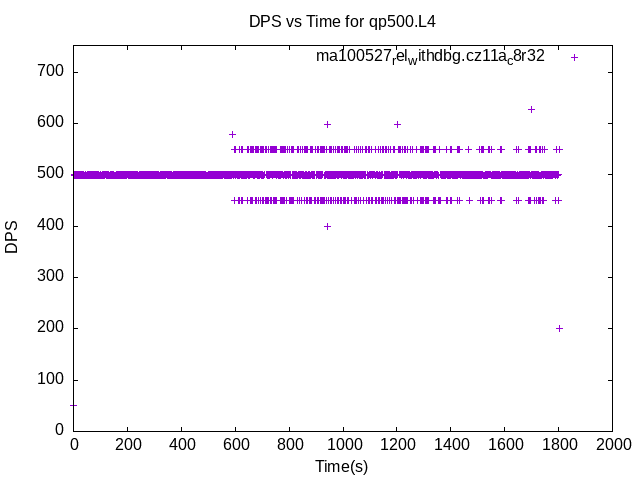 DPS vs Time for qp500.L4
ma100527relwithdbg.cz11ac8r32
700
600
500
400
300
200
100
0
DPS
0 200 400 600 800 1000 1200 1400 1600 1800 2000
Time(s)